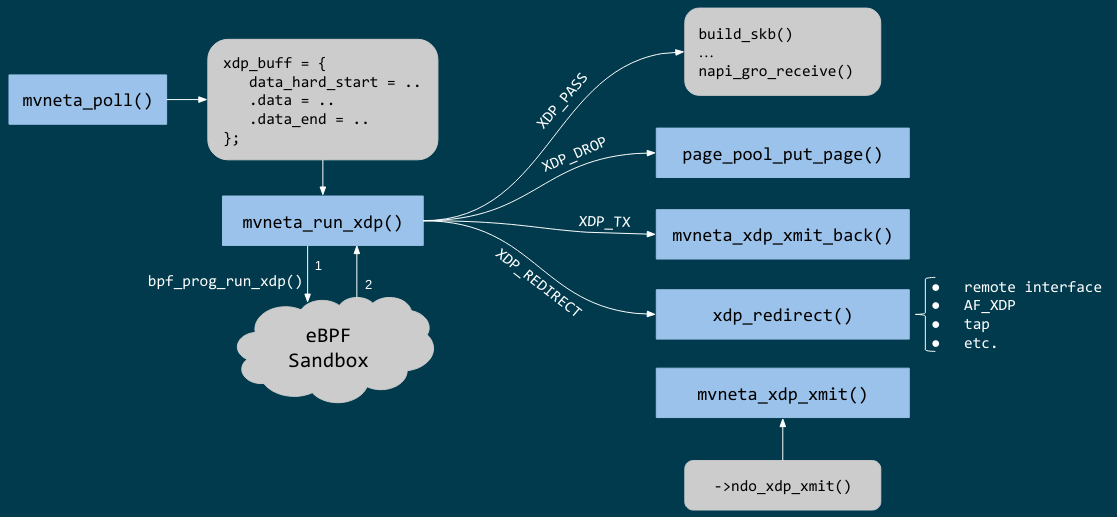 mvneta_poll()
xdp_buff = {
data_hard_start = ..
.data = ..
.data_end = ..
};
mvneta_run_xdp()
bpf_prog_run_xdp()
1
2
eBPF
Sandbox
XDP_PASS
XDP_DROP
XDP_TX
XDP_REDIRECT
build_skb()
...
napi_gro_receive()
page_pool_put_page()
mvneta_xdp_xmit_back()
xdp_redirect()
● remote interface
● AF_XDP
● tap
● etc.
mvneta_xdp_xmit()
->ndo_xdp_xmit()